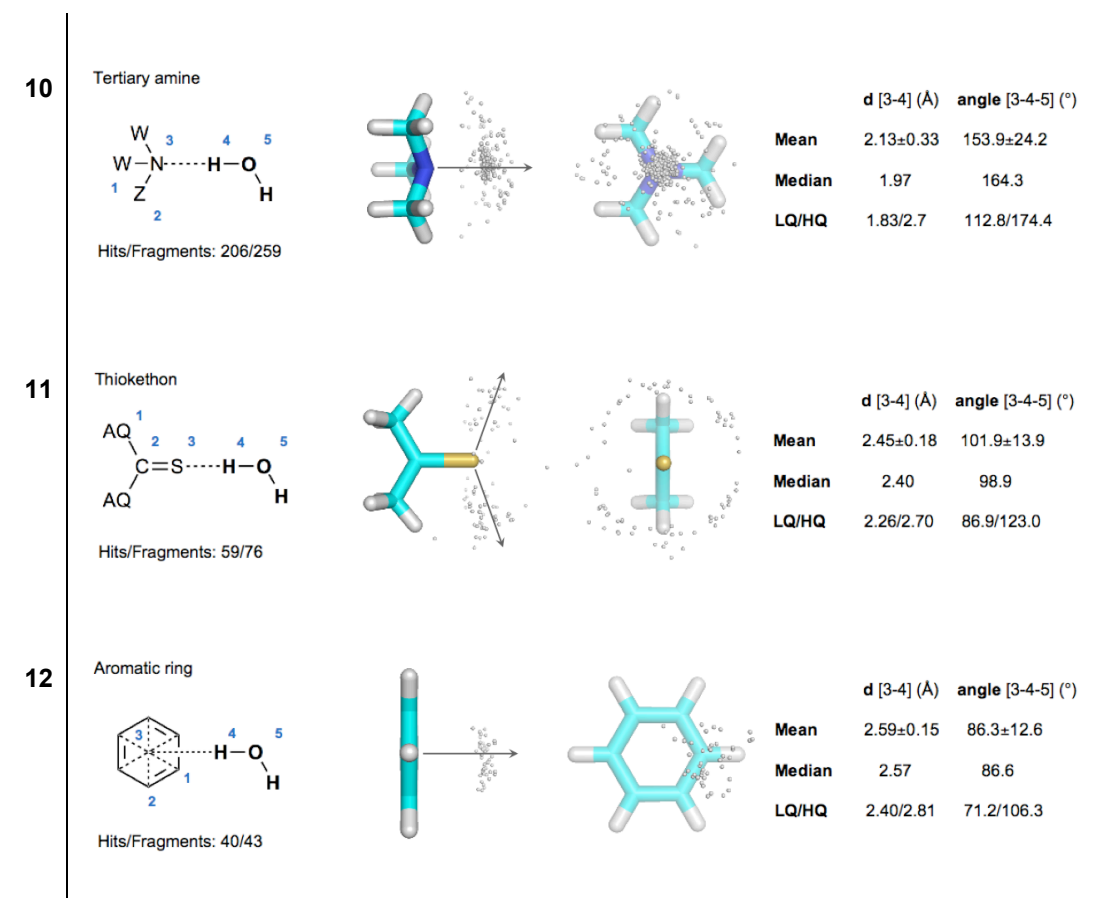 10
Tertiary amine
d [3-4] (Å) angle [3-4-5] (°)
W 3 4 5
W N H O
1 Z H
2
Mean 2.13±0.33 153.9±24.2
Median 1.97 164.3
LQ/HQ 1.83/2.7 112.8/174.4
Hits/Fragments: 206/259
11
Thiokethon
d [3-4] (Å) angle [3-4-5] (°)
1
AQ 2 3 4 5
C=S H O
AQ H
Mean 2.45±0.18 101.9±13.9
Median 2.40 98.9
LQ/HQ 2.26/2.70 86.9/123.0
Hits/Fragments: 59/76
12
Aromatic ring
d [3-4] (Å) angle [3-4-5] (°)
3 4 5
H O
1 H
2
Mean 2.59±0.15 86.3±12.6
Median 2.57 86.6
LQ/HQ 2.40/2.81 71.2/106.3
Hits/Fragments: 40/43